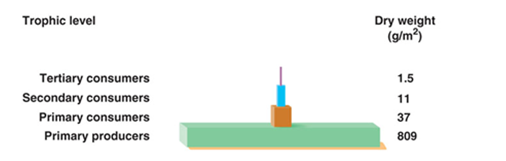 Trophic level Dry weight
(g/m²)
Tertiary consumers 1.5
Secondary consumers 11
Primary consumers 37
Primary producers 809